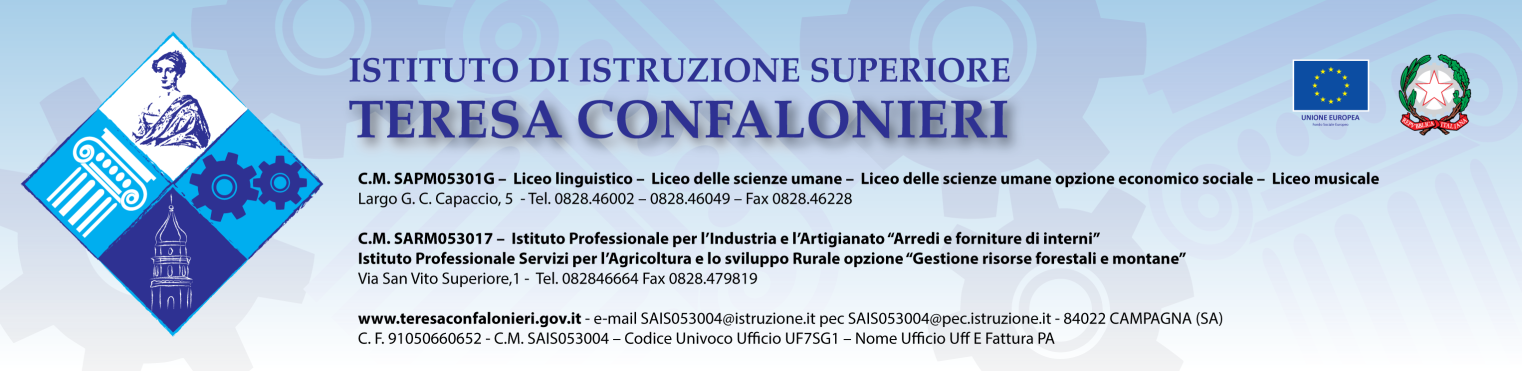 ISTITUTO DI ISTRUZIONE SUPERIORE
TERESA CONFALONIERI
UNIONE EUROPEA
Fondo Sociale Europeo
REPVBBLICA ITALIANA
C.M. SAPM05301G – Liceo linguistico – Liceo delle scienze umane – Liceo delle scienze umane opzione economico sociale – Liceo musicale
Largo G. C. Capaccio, 5 - Tel. 0828.46002 – 0828.46049 – Fax 0828.46228
C.M. SARM053017 – Istituto Professionale per l’Industria e l’Artigianato “Arredi e forniture di interni”
Istituto Professionale Servizi per l’Agricoltura e lo sviluppo Rurale opzione “Gestione risorse forestali e montane”
Via San Vito Superiore,1 - Tel. 082846664 Fax 0828.479819
www.teresaconfalonieri.gov.it - e-mail SAIS053004@istruzione.it pec SAIS053004@pec.istruzione.it - 84022 CAMPAGNA (SA)
C. F. 91050660652 - C.M. SAIS053004 – Codice Univoco Ufficio UF7SG1 – Nome Ufficio Uff E Fattura PA